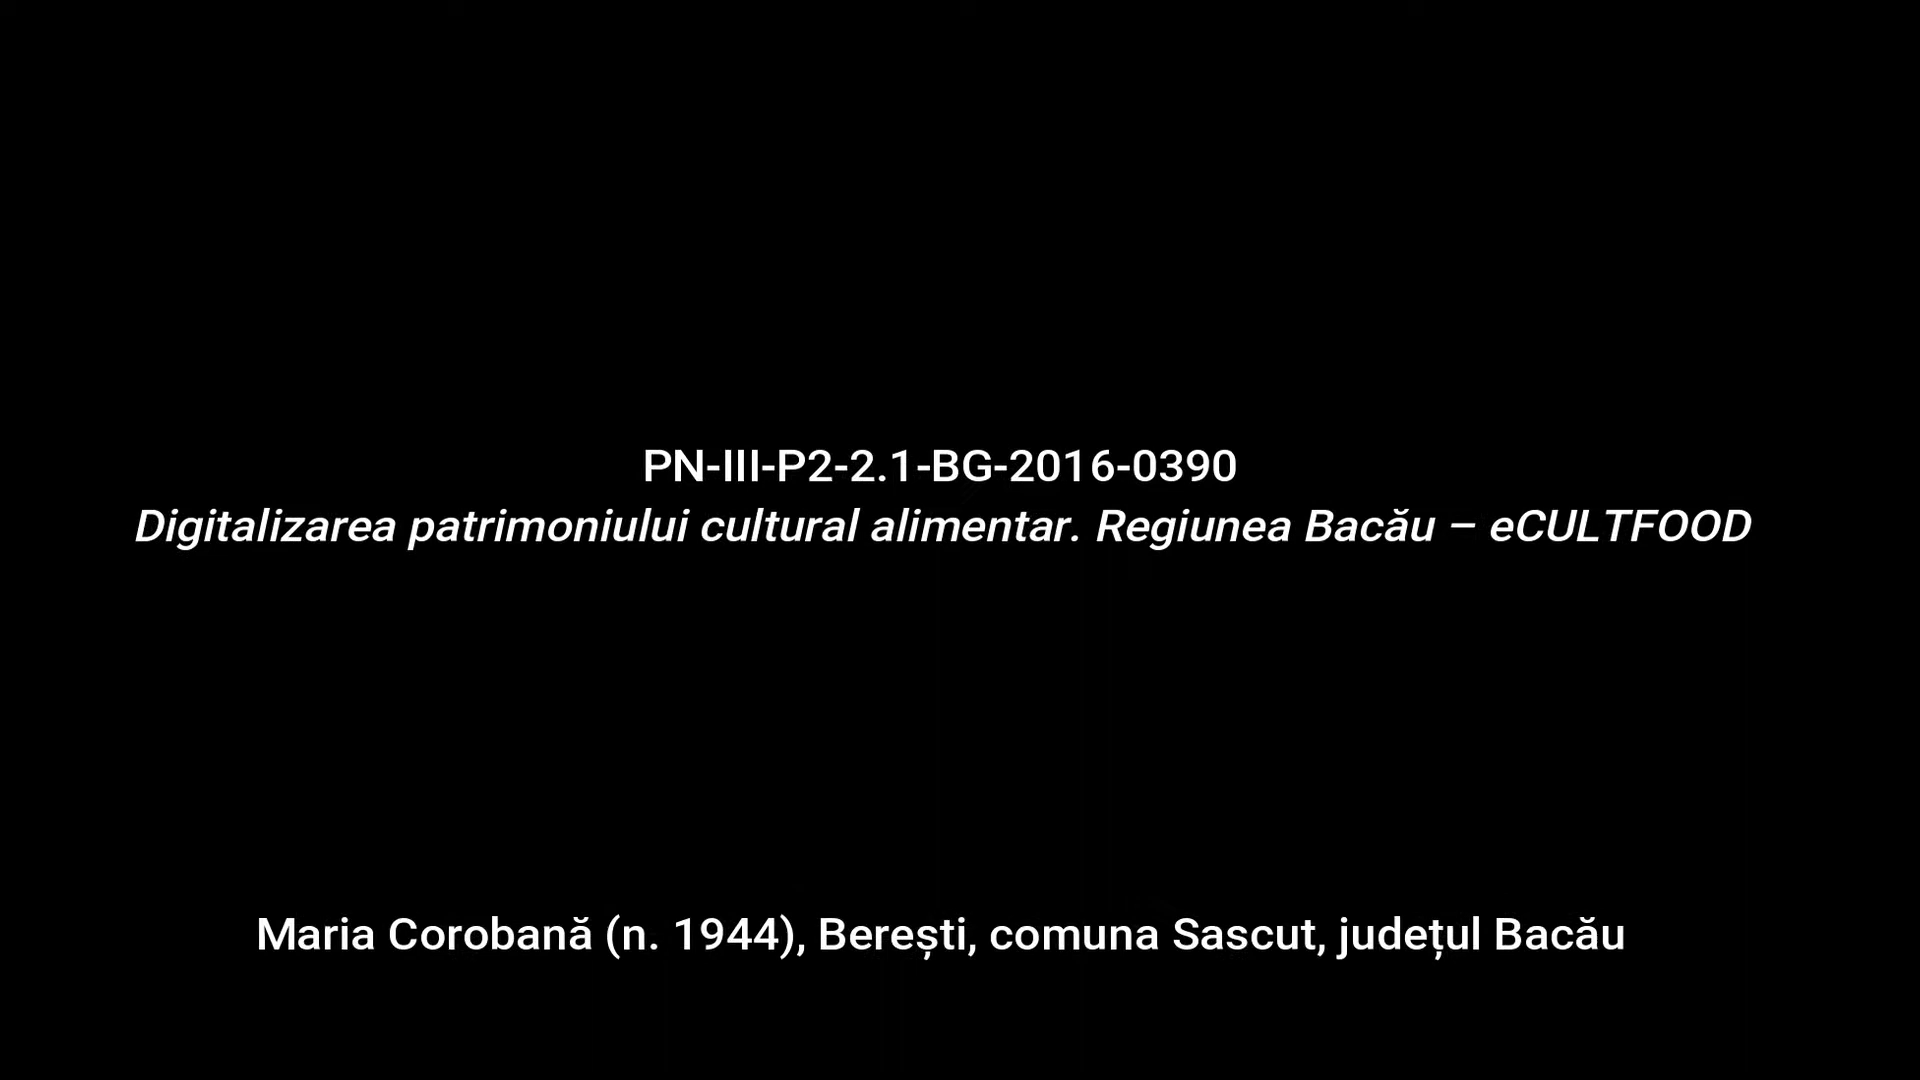 PN-III-P2-2.1-BG-2016-0390
Digitalizarea patrimoniului cultural alimentar. Regiunea Bacău – eCULTFOOD
Maria Corobană (n. 1944), Berești, comuna Sascut, județul Bacău